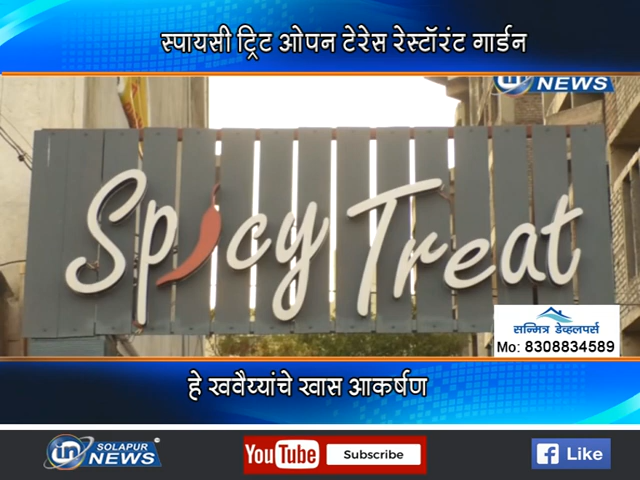 स्पायसी ट्रिट ओपन टेरेस रेस्टॉरंट गार्डन
in NEWS
Spicy Treat
सन्मित्र डेव्हलपर्स
Mo: 8308834589
हे खवैय्यांचे खास आकर्षण
in SOLAPUR NEWS
YouTube Subscribe
f Like